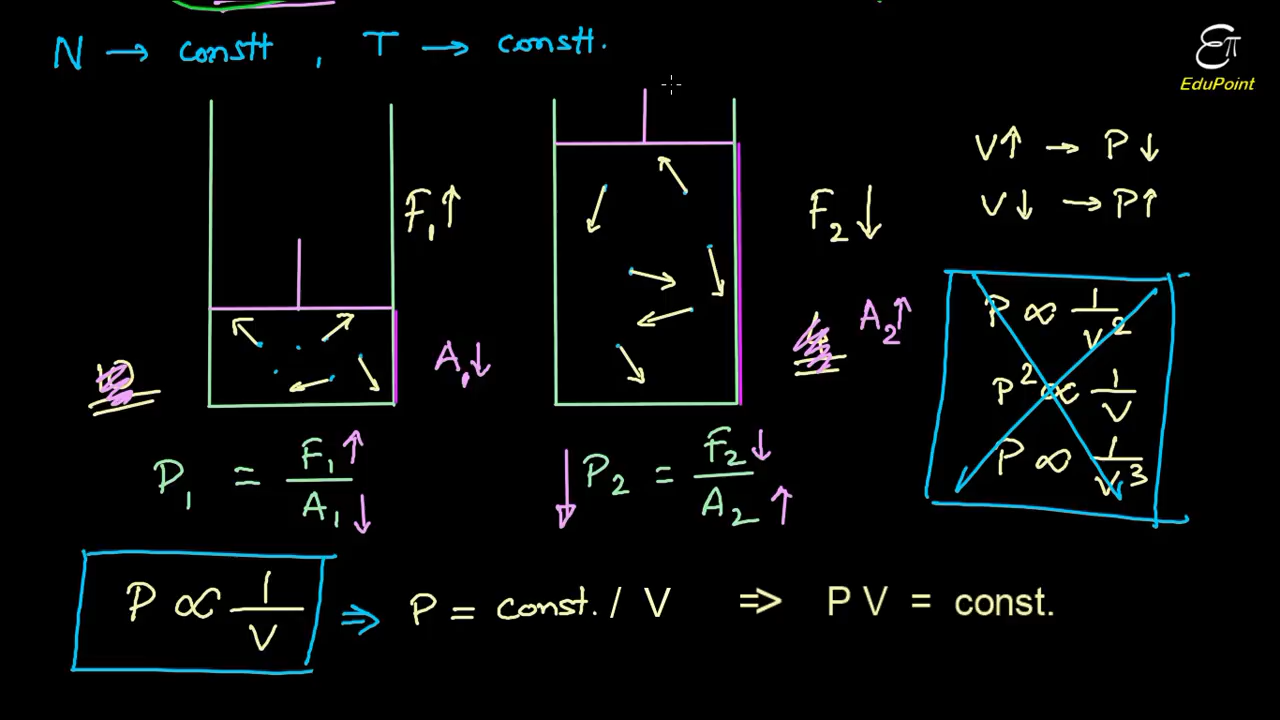 N → constt , T → constt.
Eπ
EduPoint
F₁↑
A₁↓
F₂↓
A₂↑
V↑ → P↓
V↓ → P↑
P ∝ 1/V²
P² ∝ 1/V
P ∝ 1/V³
P₁ = F₁↑/A₁↓
↓P₂ = F₂↓/A₂↑
P ∝ 1/V ⇒ P = const. / V ⇒ P V = const.